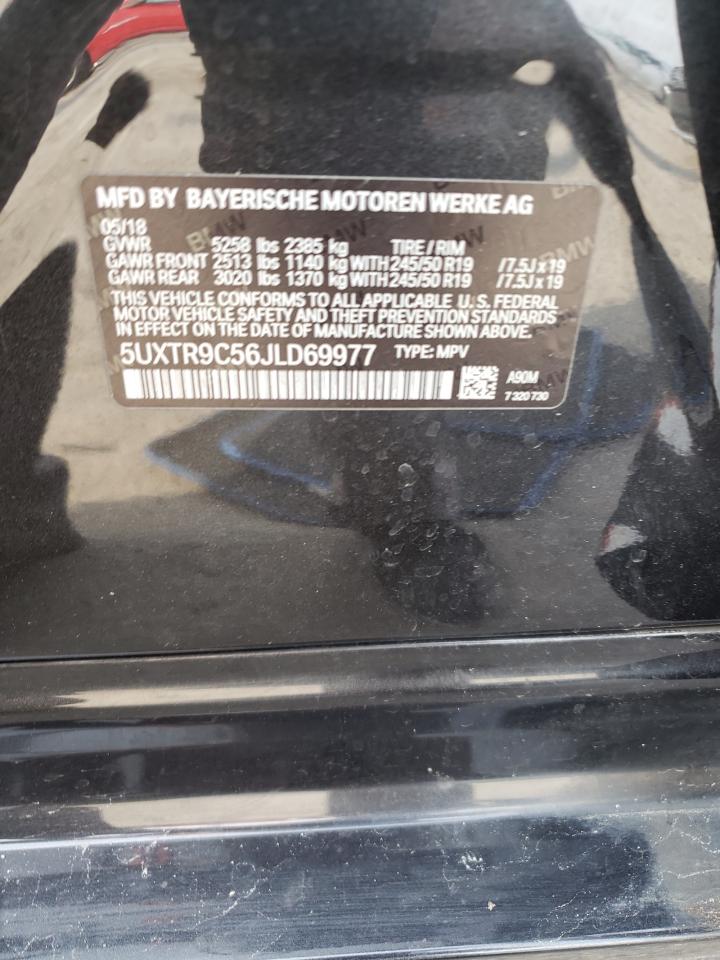 MFD BY BAYERISCHE MOTOREN WERKE AG
05/18
GVWR 5258 lbs 2385 kg TIRE / RIM
GAWR FRONT 2513 lbs 1140 kg WITH 245/50 R19 /7.5J x 19
GAWR REAR 3020 lbs 1370 kg WITH 245/50 R19 /7.5J x 19
THIS VEHICLE CONFORMS TO ALL APPLICABLE U.S. FEDERAL
MOTOR VEHICLE SAFETY AND THEFT PREVENTION STANDARDS
IN EFFECT ON THE DATE OF MANUFACTURE SHOWN ABOVE.
5UXTR9C56JLD69977 TYPE: MPV
A90M
7 320 730